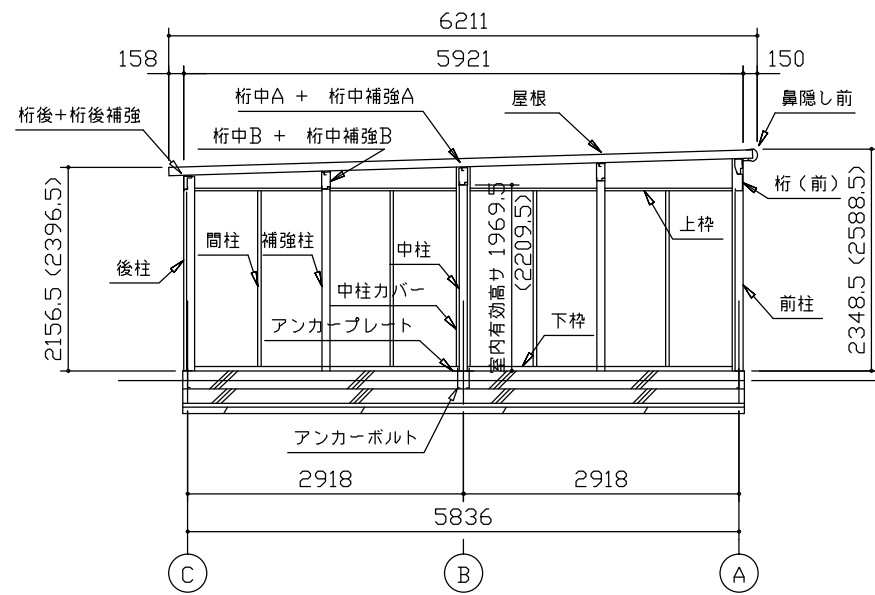 6211
158
5921
150
桁中A + 桁中補強A
屋根
鼻隠し前
桁後+桁後補強
桁中B + 桁中補強B
桁(前)
2156.5 (2396.5)
室内有効高サ 1969.5
(2209.5)
2348.5 (2588.5)
上枠
間柱
補強柱
中柱
後柱
中柱カバー
前柱
アンカープレート
下枠
アンカーボルト
2918
2918
5836
C
B
A